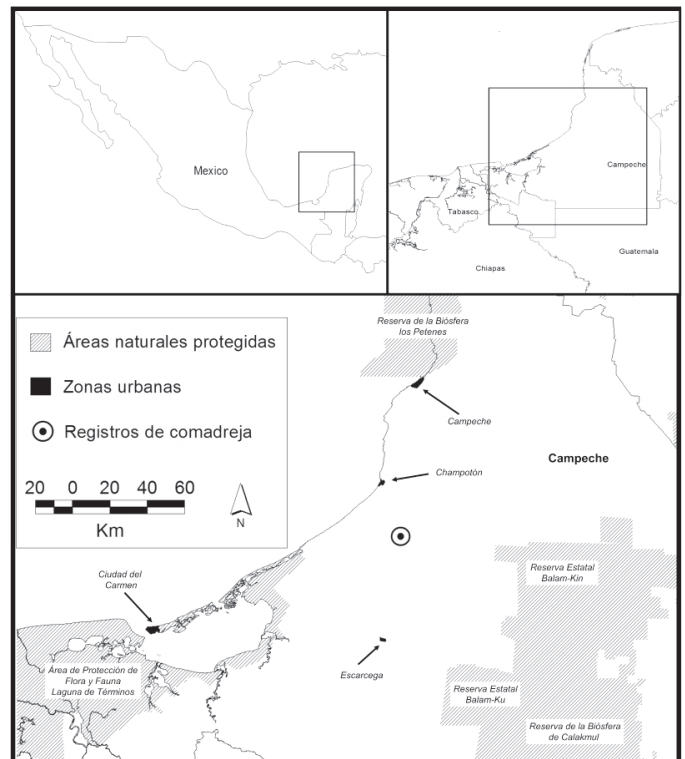 Mexico
Campeche
Tabasco
Guatemala
Chiapas
Áreas naturales protegidas
Zonas urbanas
Registros de comadreja
20 0 20 40 60
Km
N
Reserva de la Biósfera
los Petenes
Campeche
Champotón
Campeche
Ciudad del
Carmen
Reserva Estatal
Balam-Kin
Escarcega
Área de Protección de
Flora y Fauna
Laguna de Términos
Reserva Estatal
Balam-Ku
Reserva de la Biósfera
de Calakmul